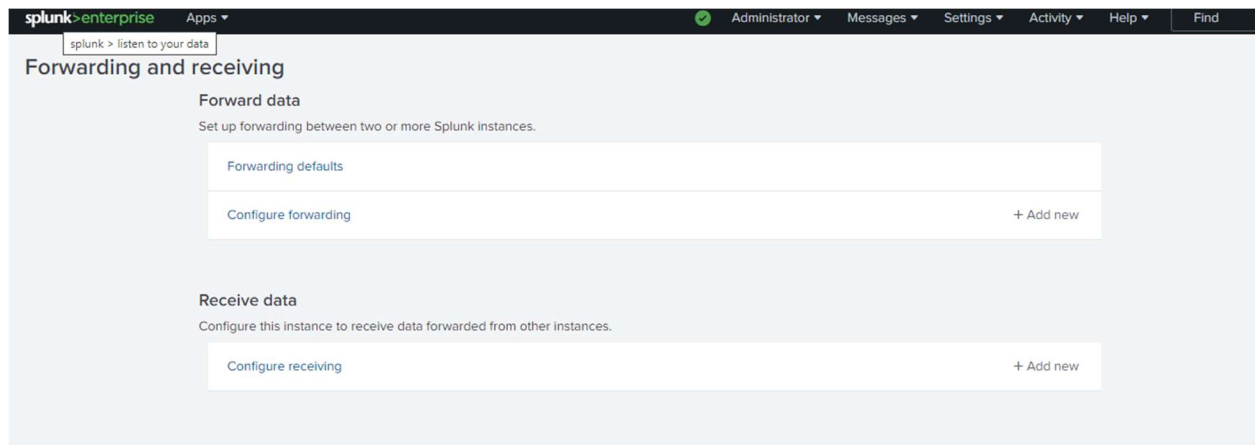 splunk>enterprise Apps Administrator Messages Settings Activity Help Find
splunk > listen to your data
Forwarding and receiving
Forward data
Set up forwarding between two or more Splunk instances.
Forwarding defaults
Configure forwarding + Add new
Receive data
Configure this instance to receive data forwarded from other instances.
Configure receiving + Add new